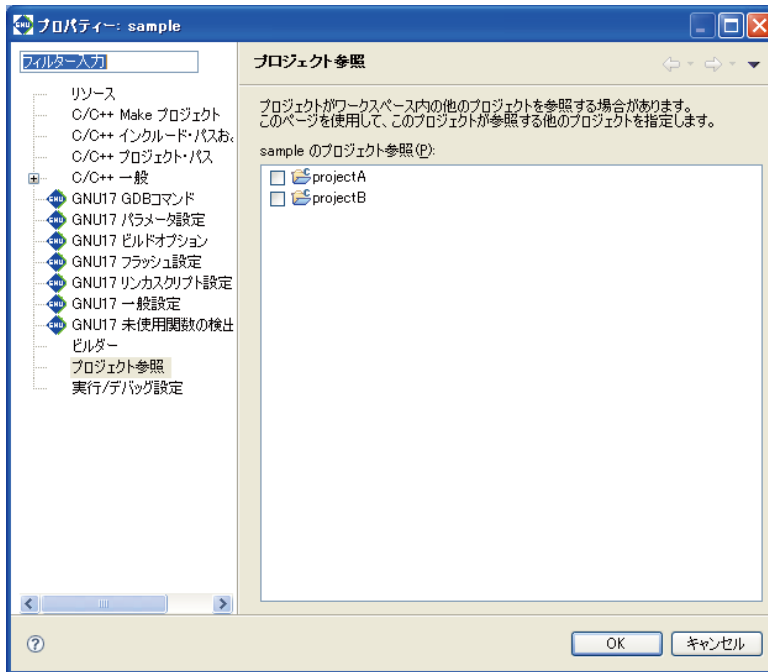 プロパティー: sample
フィルター入力
リソース
C/C++ Make プロジェクト
C/C++ インクルード・パスお。
C/C++ プロジェクト・パス
C/C++ 一般
GNU17 GDBコマンド
GNU17 パラメータ設定
GNU17 ビルドオプション
GNU17 フラッシュ設定
GNU17 リンカスクリプト設定
GNU17 一般設定
GNU17 未使用関数の検出
ビルダー
プロジェクト参照
実行/デバッグ設定
プロジェクト参照
プロジェクトがワークスペース内の他のプロジェクトを参照する場合があります。
このページを使用して、このプロジェクトが参照する他のプロジェクトを指定します。
sample のプロジェクト参照(P):
projectA
projectB
OK
キャンセル